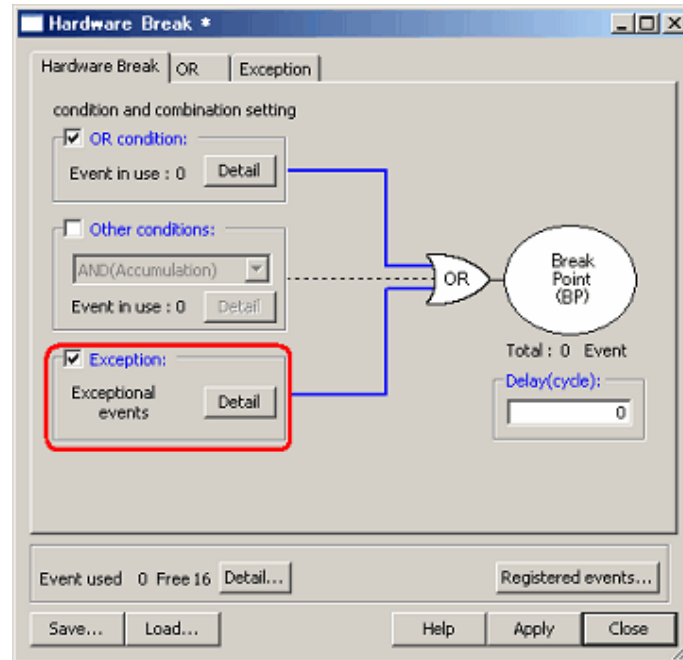 Hardware Break *
Hardware Break OR Exception
condition and combination setting
OR condition:
Event in use : 0 Detail
Other conditions:
AND(Accumulation)
Event in use : 0 Detail
Exception:
Exceptional
events
Detail
OR
Break
Point
(BP)
Total : 0 Event
Delay(cycle):
0
Event used 0 Free 16 Detail... Registered events...
Save... Load... Help Apply Close